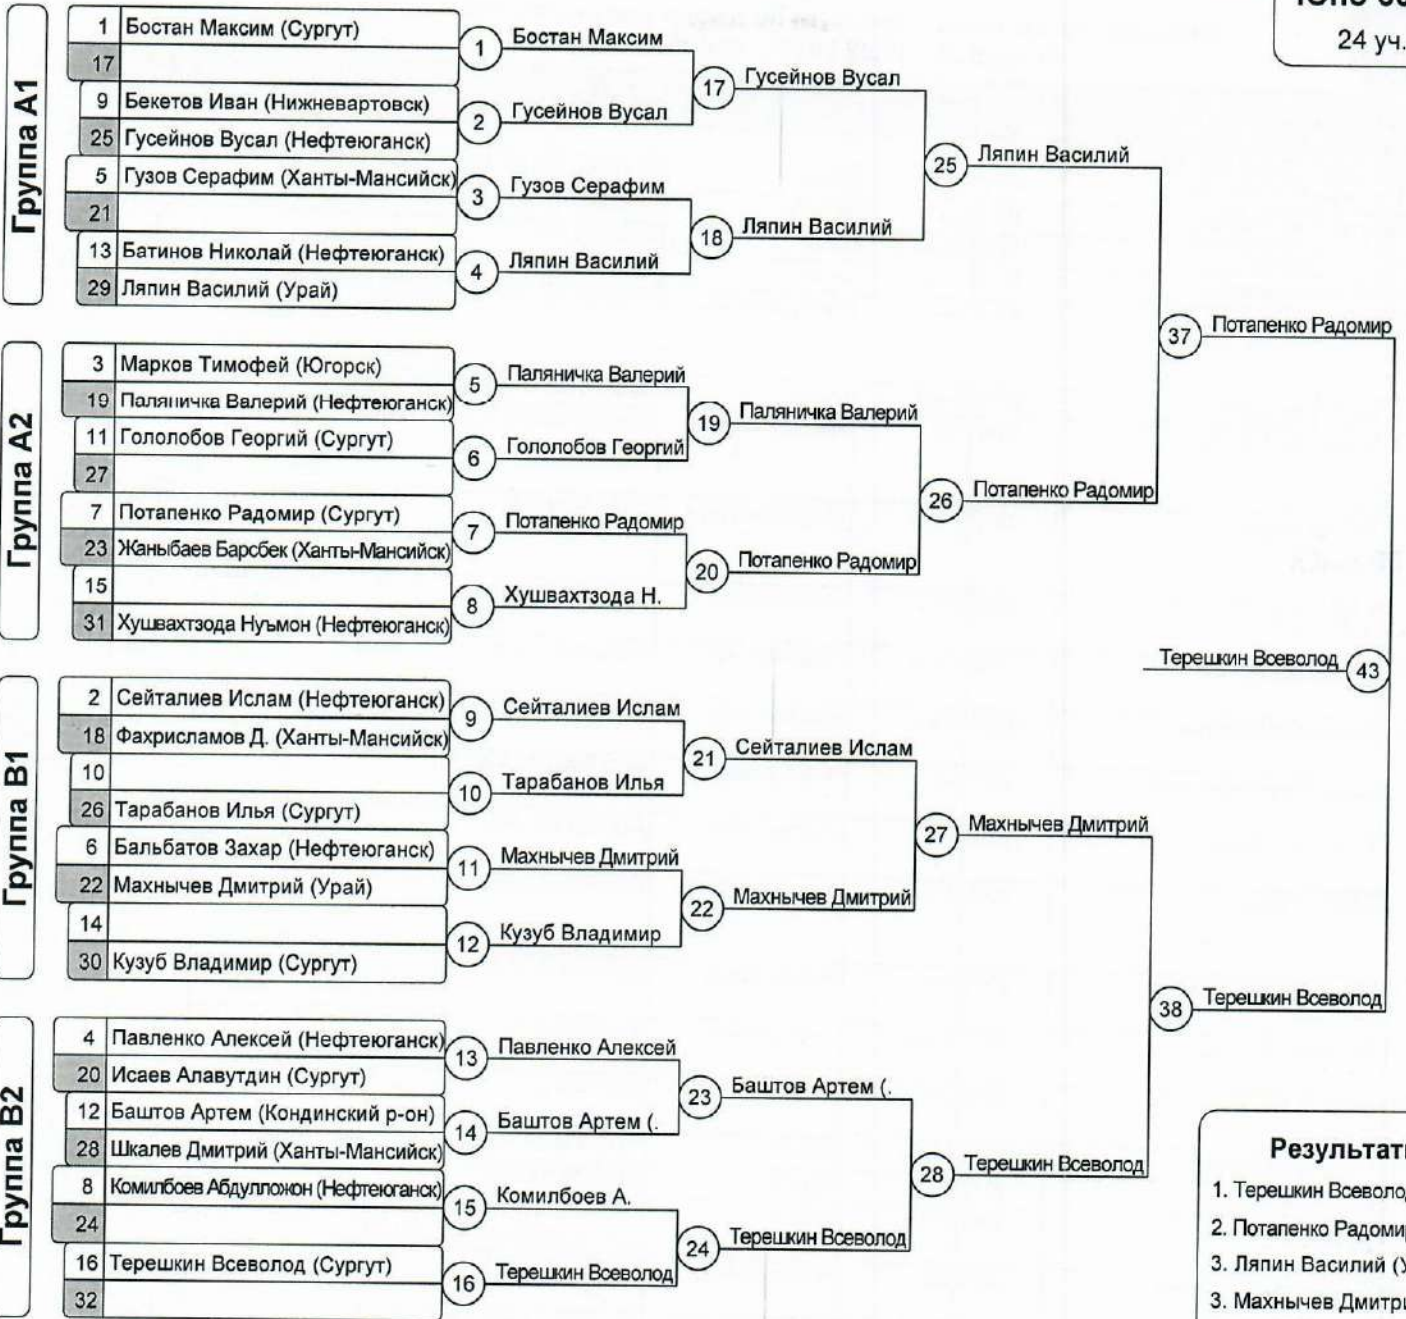 24 уч.
Группа А1
1 Бостан Максим (Сургут)
17
9 Бекетов Иван (Нижневартовск)
25 Гусейнов Вусал (Нефтеюганск)
5 Гузов Серафим (Ханты-Мансийск)
21
13 Батинов Николай (Нефтеюганск)
29 Ляпин Василий (Урай)
1 Бостан Максим
2 Гусейнов Вусал
3 Гузов Серафим
4 Ляпин Василий
17 Гусейнов Вусал
18 Ляпин Василий
25 Ляпин Василий
Группа А2
3 Марков Тимофей (Югорск)
19 Паляничка Валерий (Нефтеюганск)
11 Гололобов Георгий (Сургут)
27
7 Потапенко Радомир (Сургут)
23 Жаныбаев Барсбек (Ханты-Мансийск)
15
31 Хушвахтзода Нуъмон (Нефтеюганск)
5 Паляничка Валерий
6 Гололобов Георгий
7 Потапенко Радомир
8 Хушвахтзода Н.
19 Паляничка Валерий
20 Потапенко Радомир
26 Потапенко Радомир
37 Потапенко Радомир
Группа В1
2 Сейталиев Ислам (Нефтеюганск)
18 Фахрисламов Д. (Ханты-Мансийск)
10
26 Тарабанов Илья (Сургут)
6 Бальбатов Захар (Нефтеюганск)
22 Махнычев Дмитрий (Урай)
14
30 Кузуб Владимир (Сургут)
9 Сейталиев Ислам
10 Тарабанов Илья
11 Махнычев Дмитрий
12 Кузуб Владимир
21 Сейталиев Ислам
22 Махнычев Дмитрий
27 Махнычев Дмитрий
Группа В2
4 Павленко Алексей (Нефтеюганск)
20 Исаев Алавутдин (Сургут)
12 Баштов Артем (Кондинский р-он)
28 Шкалев Дмитрий (Ханты-Мансийск)
8 Комилбоев Абдулложон (Нефтеюганск)
24
16 Терешкин Всеволод (Сургут)
32
13 Павленко Алексей
14 Баштов Артем (.
15 Комилбоев А.
16 Терешкин Всеволод
23 Баштов Артем (.
24 Терешкин Всеволод
28 Терешкин Всеволод
38 Терешкин Всеволод
Терешкин Всеволод 43
Результат
1. Терешкин Всеволод
2. Потапенко Радомир
3. Ляпин Василий (У
3. Махнычев Дмитри